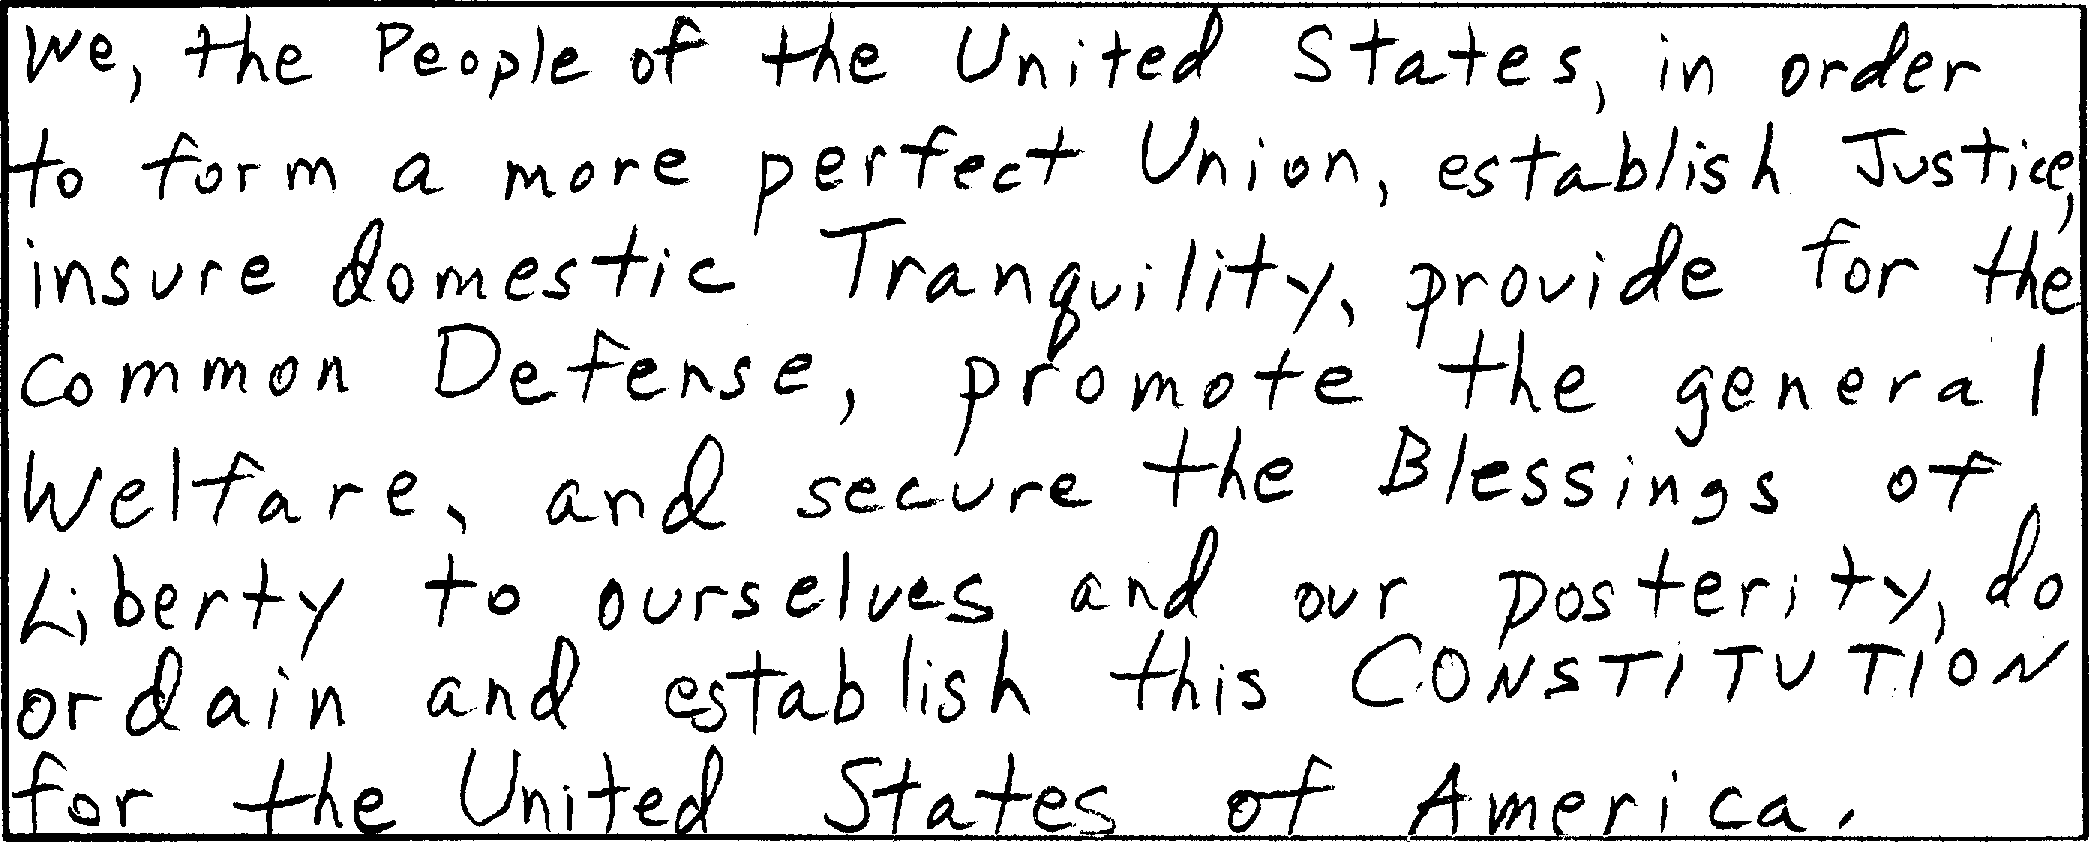 We, the People of the United States, in order
to form a more perfect Union, establish Justice,
insure domestic Tranquility, provide for the
common Defense, promote the general
Welfare, and secure the Blessings of
Liberty to ourselves and our posterity, do
ordain and establish this CONSTITUTION
for the United States of America.